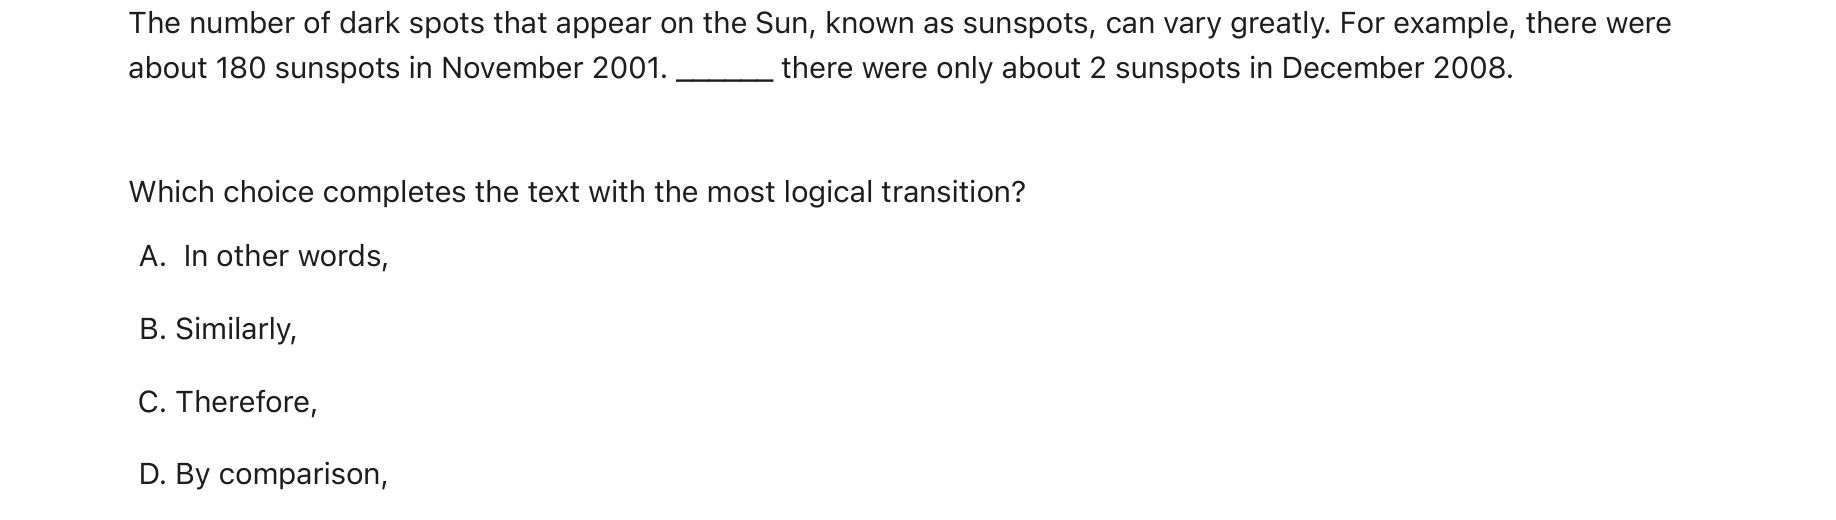 The number of dark spots that appear on the Sun, known as sunspots, can vary greatly. For example, there were
about 180 sunspots in November 2001. ______ there were only about 2 sunspots in December 2008.
Which choice completes the text with the most logical transition?
A. In other words,
B. Similarly,
C. Therefore,
D. By comparison,